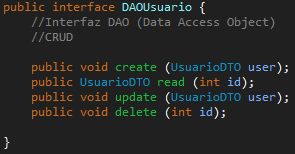 public interface DAOUsuario {
//Interfaz DAO (Data Access Object)
//CRUD
public void create (UsuarioDTO user);
public UsuarioDTO read (int id);
public void update (UsuarioDTO user);
public void delete (int id);
}